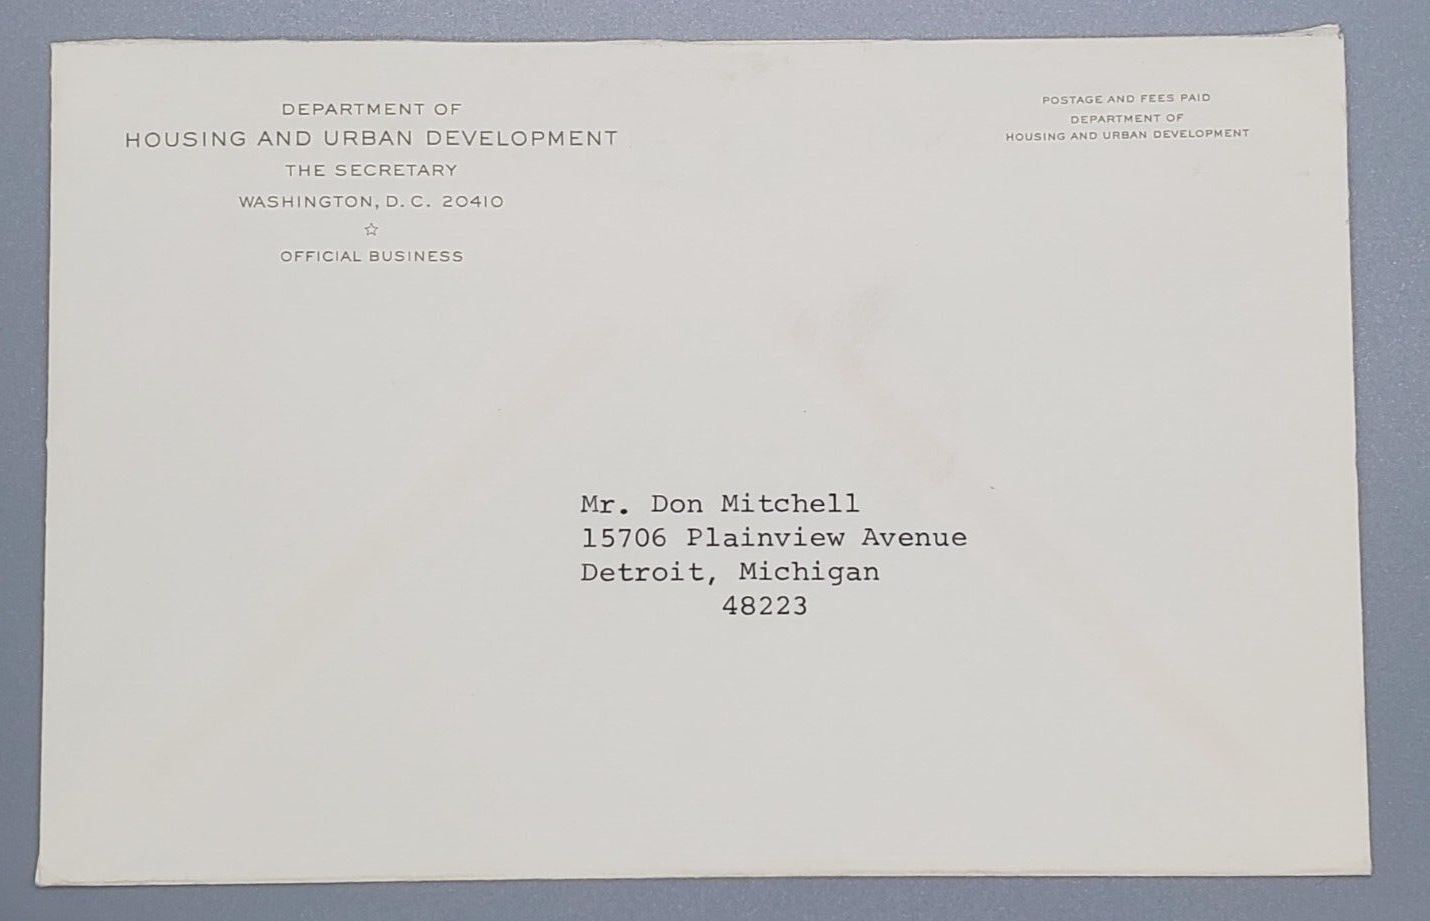 DEPARTMENT OF
HOUSING AND URBAN DEVELOPMENT
THE SECRETARY
WASHINGTON, D. C. 20410
☆
OFFICIAL BUSINESS
POSTAGE AND FEES PAID
DEPARTMENT OF
HOUSING AND URBAN DEVELOPMENT
Mr. Don Mitchell
15706 Plainview Avenue
Detroit, Michigan
48223